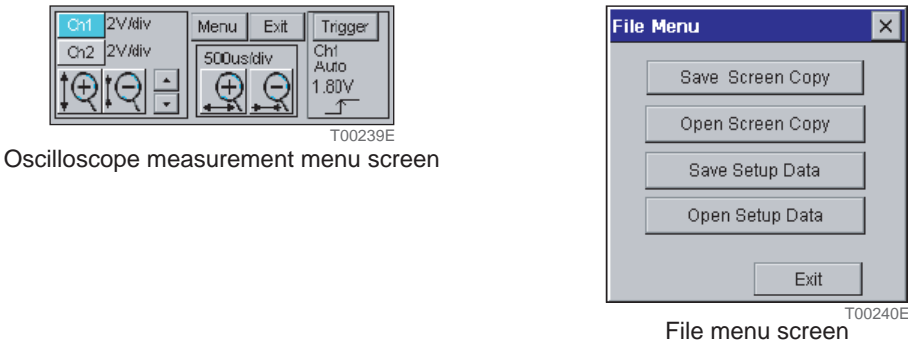 Ch1 2V/div
Ch2 2V/div
Menu Exit
500us/div
Trigger
Ch1
Auto
1.80V
T00239E
Oscilloscope measurement menu screen
File Menu
Save Screen Copy
Open Screen Copy
Save Setup Data
Open Setup Data
Exit
T00240E
File menu screen